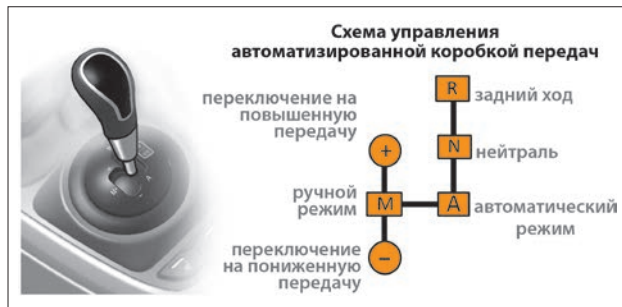 Схема управления
автоматизированной коробкой передач
переключение на
повышенную
передачу
R
задний ход
+
N
нейтраль
ручной
режим
M
A
автоматический
режим
переключение
на пониженную
передачу
–